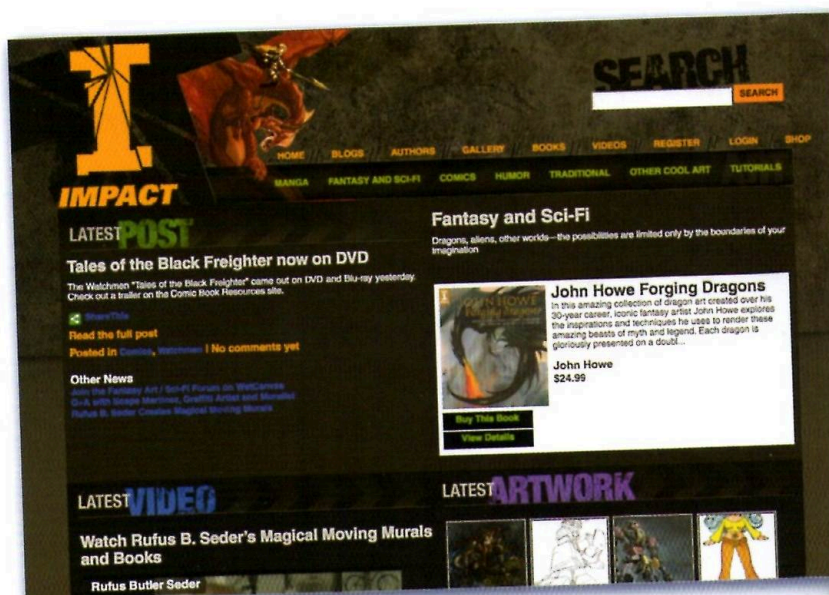 SEARCH
SEARCH
HOME // BLOGS // AUTHORS // GALLERY // BOOKS // VIDEOS // REGISTER // LOGIN // SHOP
MANGA FANTASY AND SCI-FI COMICS HUMOR TRADITIONAL OTHER COOL ART TUTORIALS
I
IMPACT
LATEST POST
Tales of the Black Freighter now on DVD
The Watchmen "Tales of the Black Freighter" came out on DVD and Blu-ray yesterday.
Check out a trailer on the Comic Book Resources site.
ShareThis
Read the full post
Posted in Comics, Watchmen | No comments yet
Other News
Join the Fantasy Art / Sci-Fi Forum on WetCanvas
Q+A with Scape Martinez, Graffiti Artist and Muralist
Rufus B. Seder Creates Magical Moving Murals
Fantasy and Sci-Fi
Dragons, aliens, other worlds—the possibilities are limited only by the boundaries of your
imagination
JOHN HOWE
Forging Dragons
John Howe Forging Dragons
In this amazing collection of dragon art created over his
30-year career, iconic fantasy artist John Howe explores
the inspirations and techniques he uses to render these
amazing beasts of myth and legend. Each dragon is
gloriously presented on a doubl...
John Howe
$24.99
Buy This Book
View Details
LATEST VIDEO
Watch Rufus B. Seder's Magical Moving Murals
and Books
Rufus Butler Seder
LATEST ARTWORK